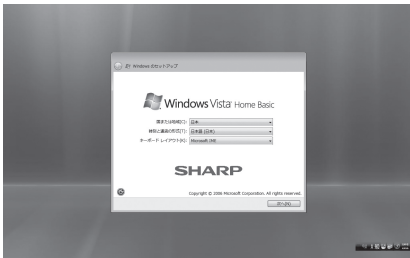 Windows のセットアップ
Windows Vista Home Basic
国または地域(C): 日本
時刻と通貨の形式(T): 日本語 (日本)
キーボード レイアウト(K): Microsoft IME
SHARP
Copyright © 2006 Microsoft Corporation. All rights reserved.
次へ(N)